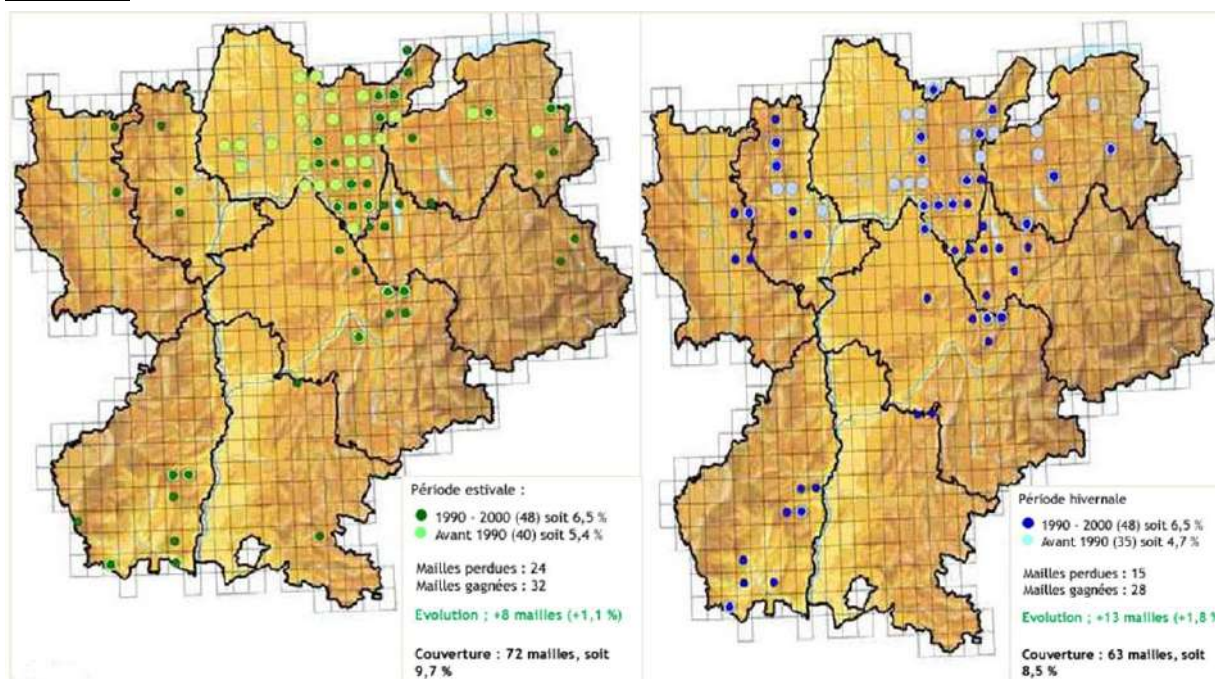 Période estivale :
1990 - 2000 (48) soit 6,5 %
Avant 1990 (40) soit 5,4 %
Mailles perdues : 24
Mailles gagnées : 32
Evolution : +8 mailles (+1,1 %)
Couverture : 72 mailles, soit
9,7 %
Période hivernale
1990 - 2000 (48) soit 6,5 %
Avant 1990 (35) soit 4,7 %
Mailles perdues : 15
Mailles gagnées : 28
Evolution : +13 mailles (+1,8 %
Couverture : 63 mailles, soit
8,5 %